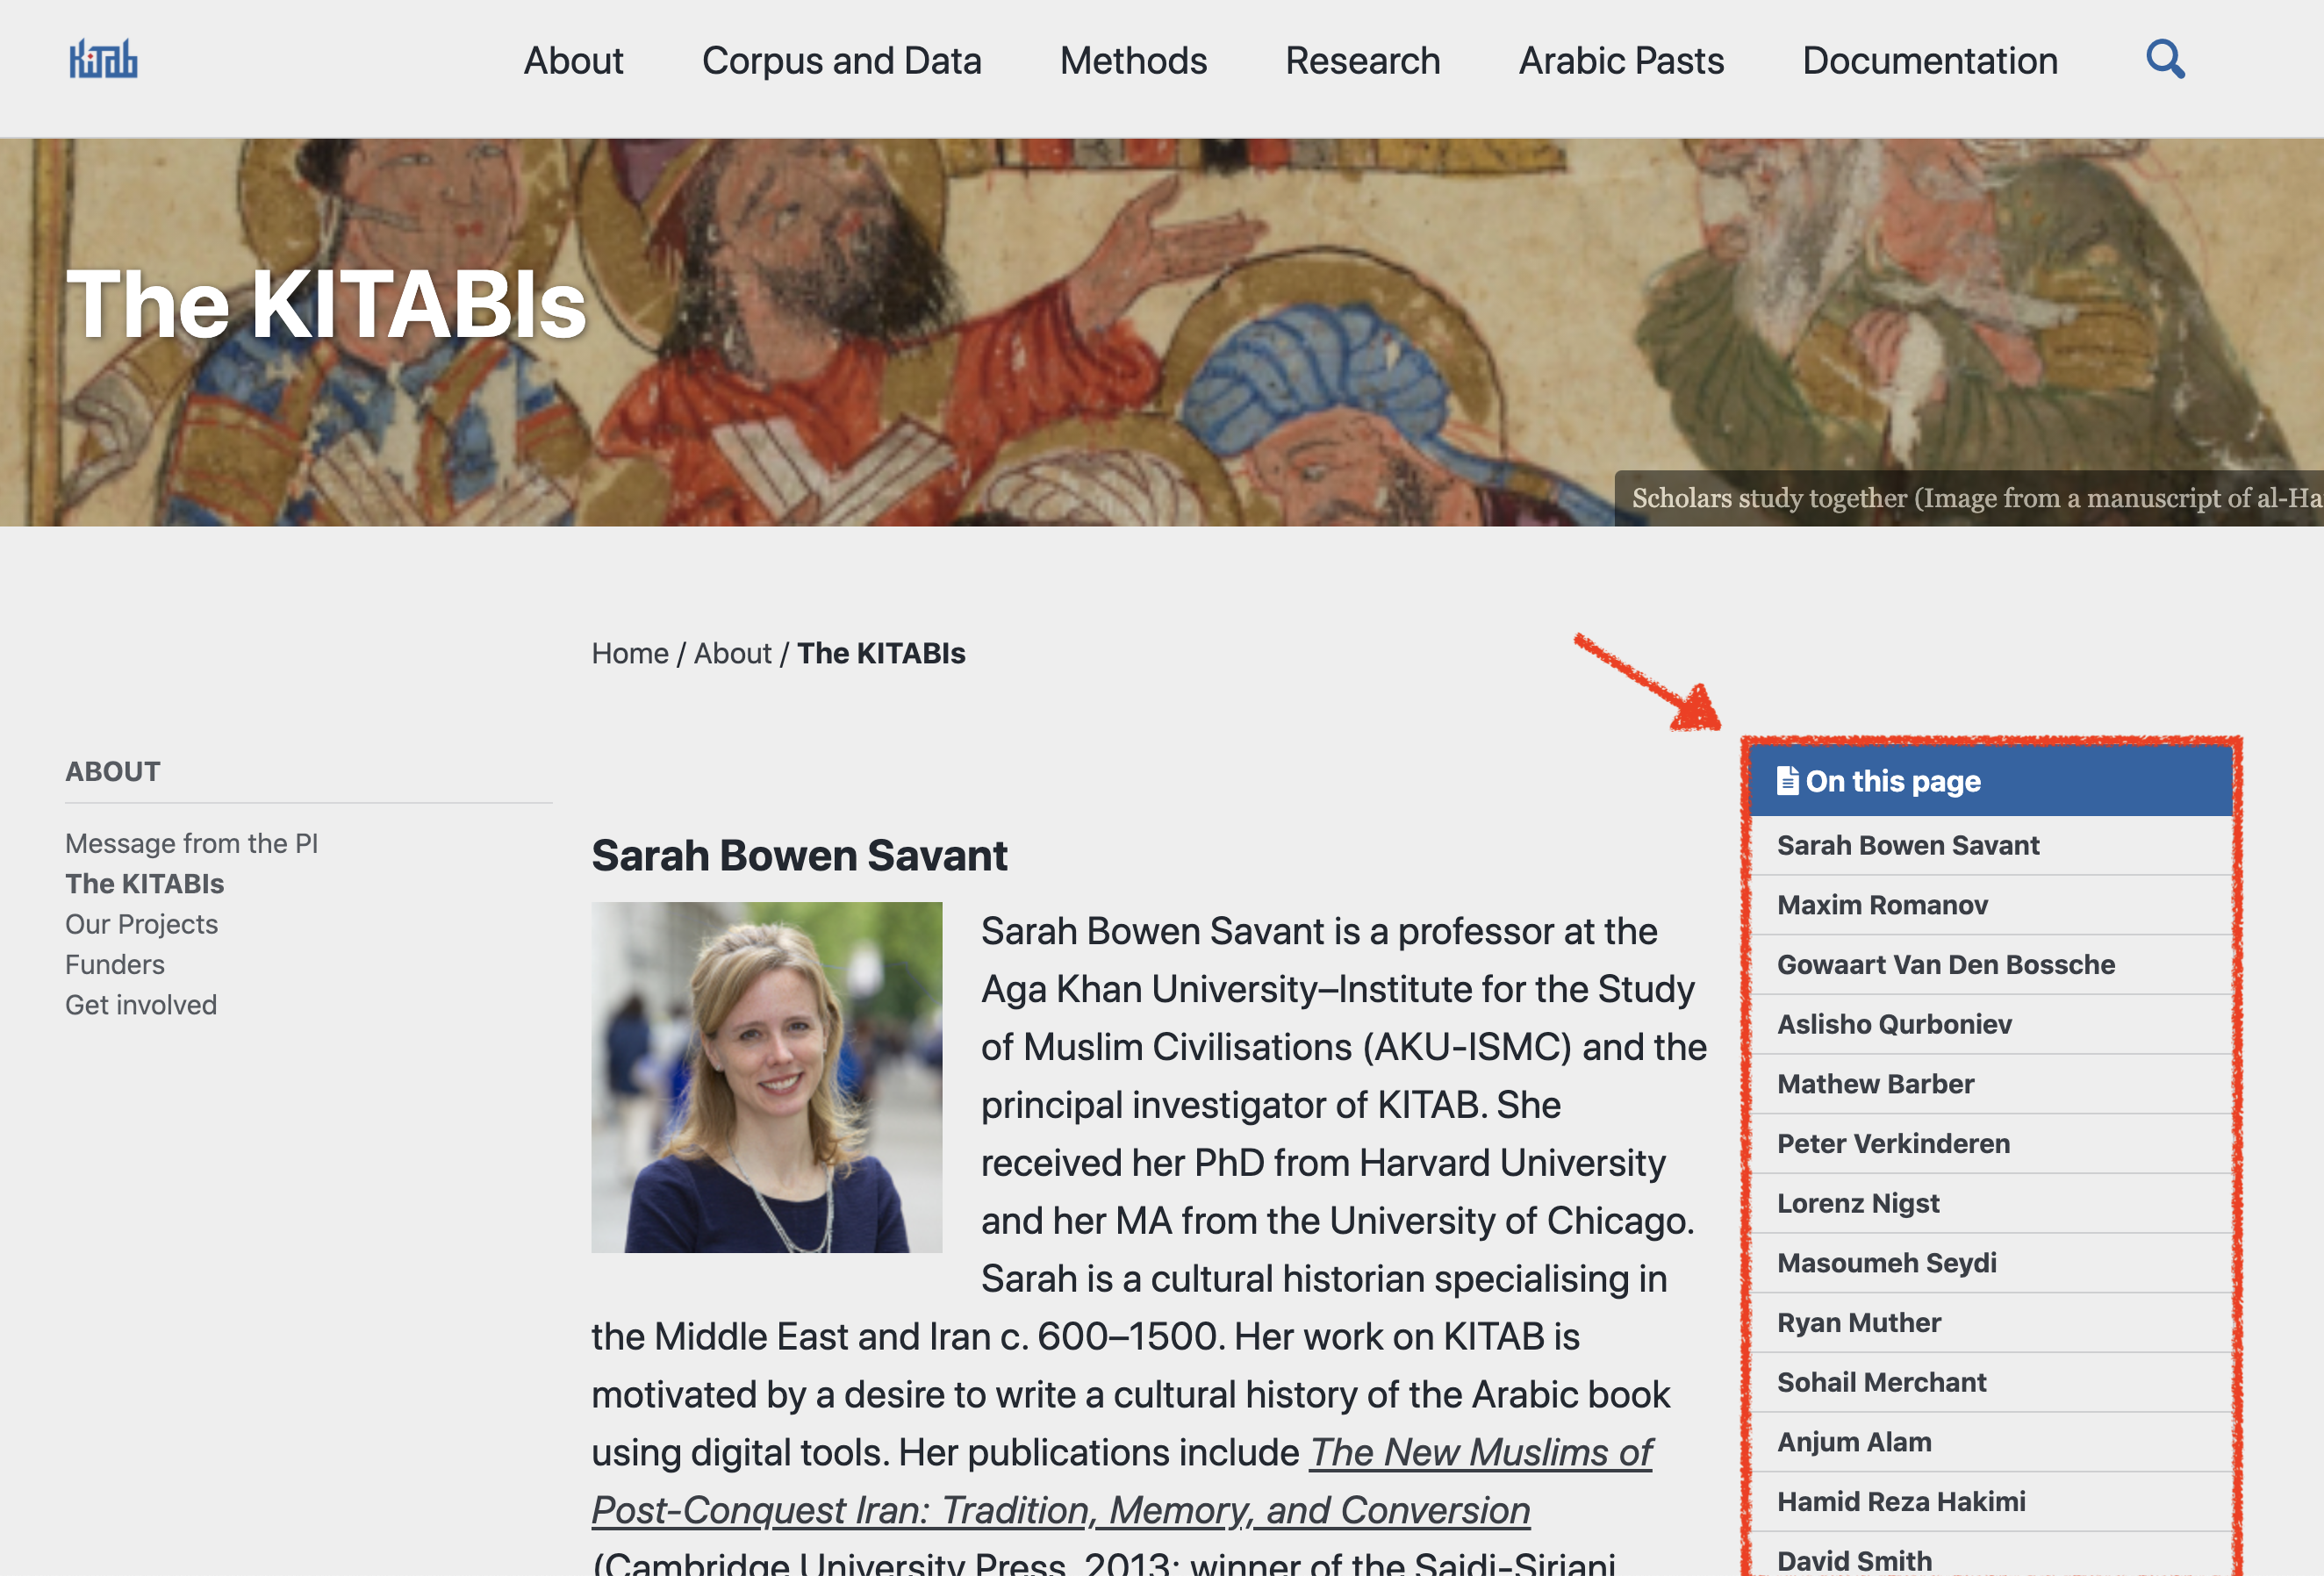 KITab
About
Corpus and Data
Methods
Research
Arabic Pasts
Documentation
The KITABIs
Scholars study together (Image from a manuscript of al-Ha
Home / About / The KITABIs
ABOUT
Message from the PI
The KITABIs
Our Projects
Funders
Get involved
Sarah Bowen Savant
Sarah Bowen Savant is a professor at the
Aga Khan University–Institute for the Study
of Muslim Civilisations (AKU-ISMC) and the
principal investigator of KITAB. She
received her PhD from Harvard University
and her MA from the University of Chicago.
Sarah is a cultural historian specialising in
the Middle East and Iran c. 600–1500. Her work on KITAB is
motivated by a desire to write a cultural history of the Arabic book
using digital tools. Her publications include The New Muslims of
Post-Conquest Iran: Tradition, Memory, and Conversion
(Cambridge University Press, 2013; winner of the Saidi-Sirjani
On this page
Sarah Bowen Savant
Maxim Romanov
Gowaart Van Den Bossche
Aslisho Qurboniev
Mathew Barber
Peter Verkinderen
Lorenz Nigst
Masoumeh Seydi
Ryan Muther
Sohail Merchant
Anjum Alam
Hamid Reza Hakimi
David Smith